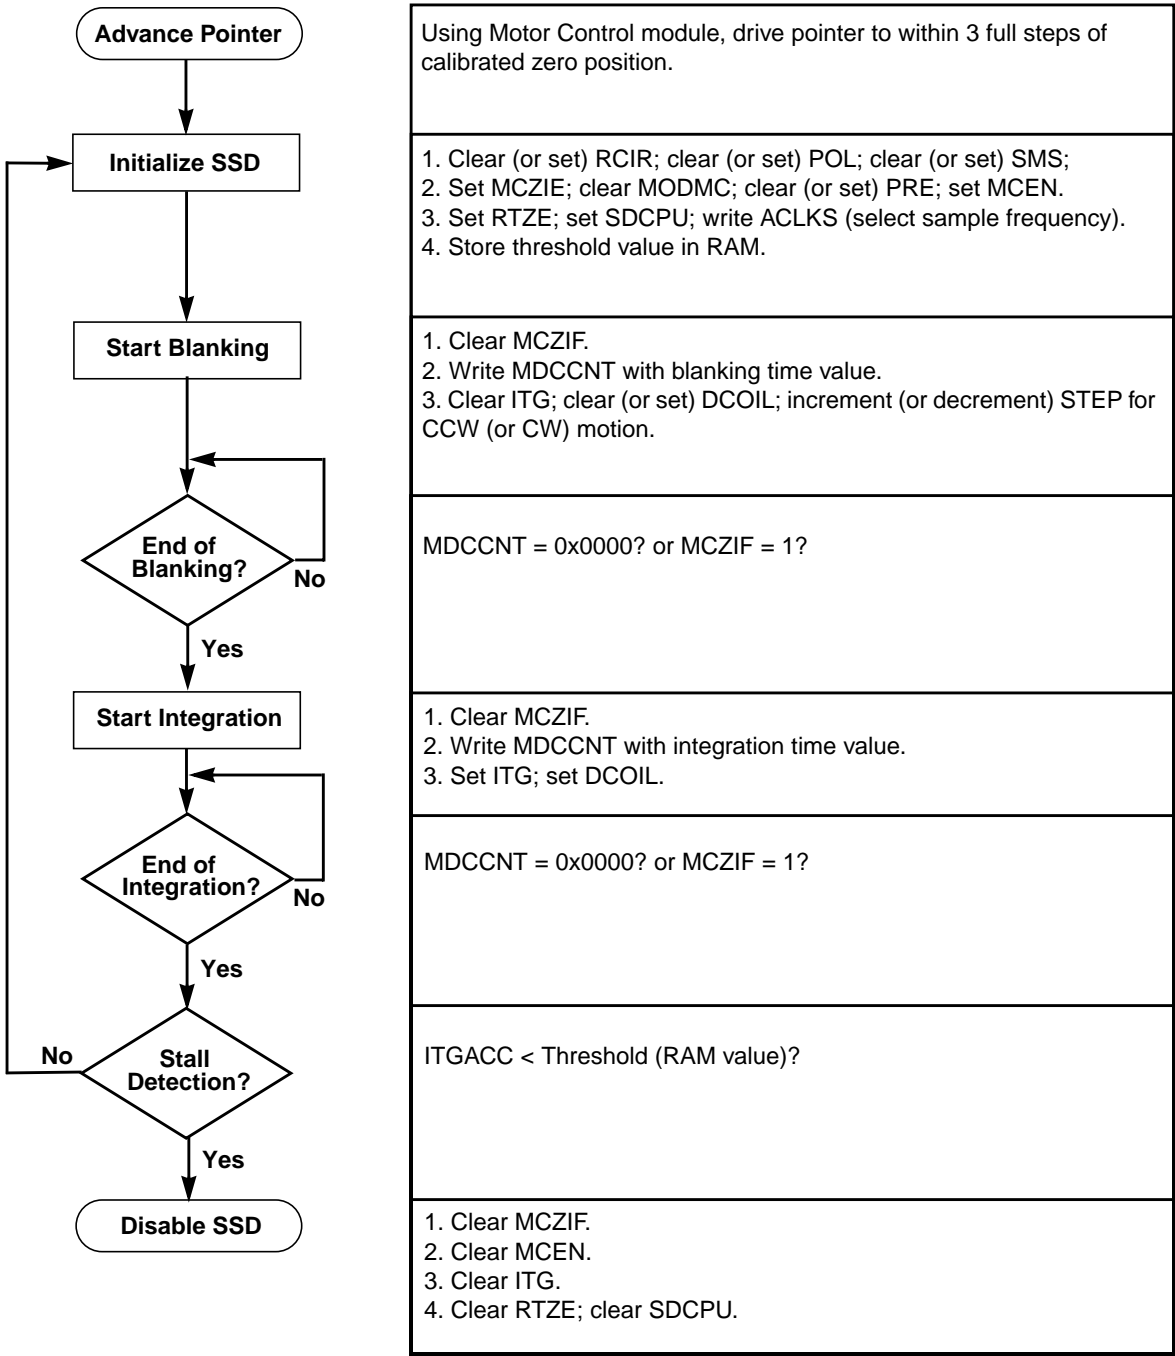 Advance Pointer
Using Motor Control module, drive pointer to within 3 full steps of
calibrated zero position.
Initialize SSD
1. Clear (or set) RCIR; clear (or set) POL; clear (or set) SMS;
2. Set MCZIE; clear MODMC; clear (or set) PRE; set MCEN.
3. Set RTZE; set SDCPU; write ACLKS (select sample frequency).
4. Store threshold value in RAM.
Start Blanking
1. Clear MCZIF.
2. Write MDCCNT with blanking time value.
3. Clear ITG; clear (or set) DCOIL; increment (or decrement) STEP for
CCW (or CW) motion.
End of
Blanking?
No
Yes
MDCCNT = 0x0000? or MCZIF = 1?
Start Integration
1. Clear MCZIF.
2. Write MDCCNT with integration time value.
3. Set ITG; set DCOIL.
End of
Integration?
No
Yes
MDCCNT = 0x0000? or MCZIF = 1?
No
Stall
Detection?
Yes
ITGACC < Threshold (RAM value)?
Disable SSD
1. Clear MCZIF.
2. Clear MCEN.
3. Clear ITG.
4. Clear RTZE; clear SDCPU.